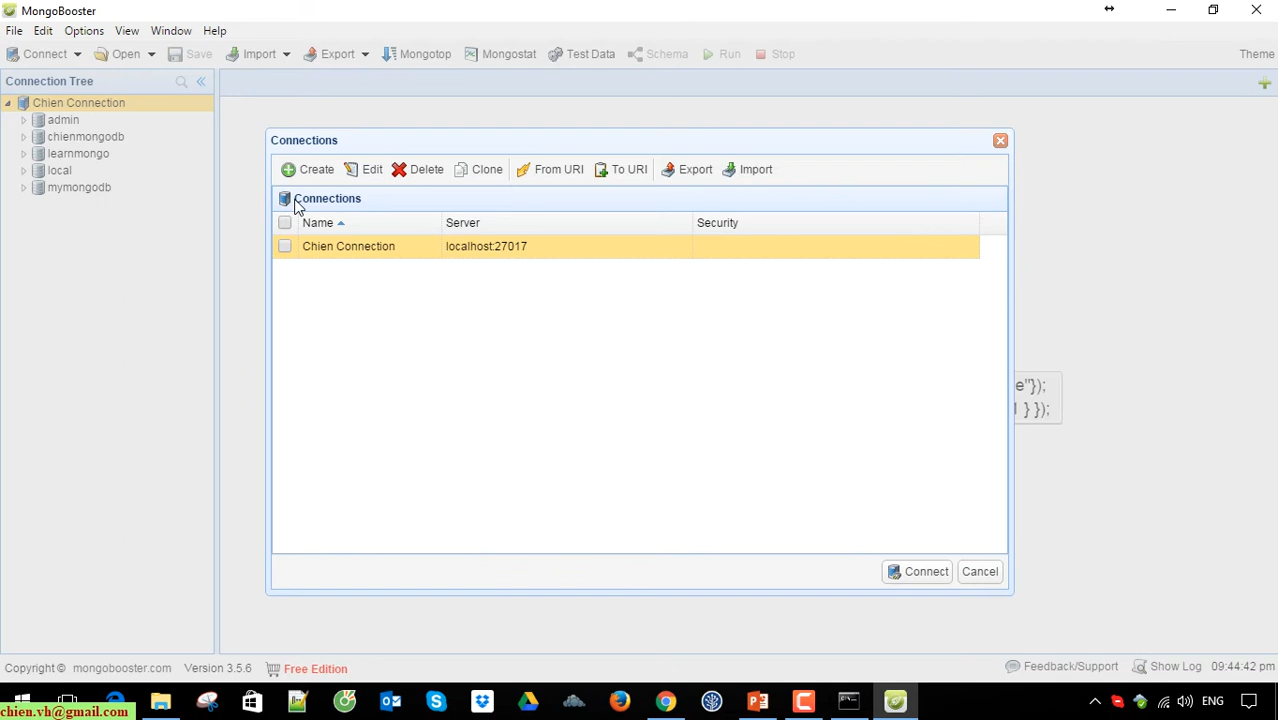 MongoBooster
File Edit Options View Window Help
Connect Open Save Import Export Mongotop Mongostat Test Data Schema Run Stop Theme
Connection Tree
Chien Connection
admin
chienmongodb
learnmongo
local
mymongodb
Connections
Create Edit Delete Clone From URI To URI Export Import
Connections
Name Server Security
Chien Connection localhost:27017
e"});
} });
Connect Cancel
Copyright © mongobooster.com Version 3.5.6 Free Edition Feedback/Support Show Log 09:44:42 PM
ENG
chien.vh@gmail.com